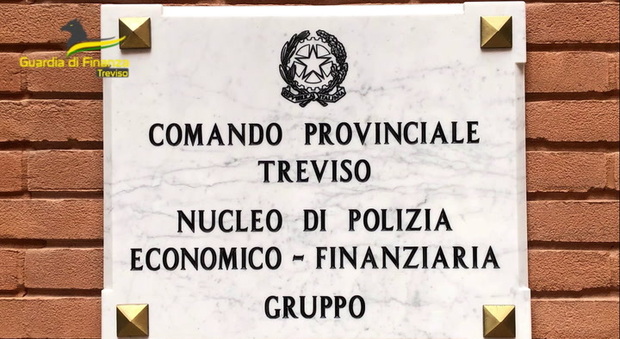 Guardia di Finanza
Treviso
COMANDO PROVINCIALE
TREVISO
NUCLEO DI POLIZIA
ECONOMICO - FINANZIARIA
GRUPPO